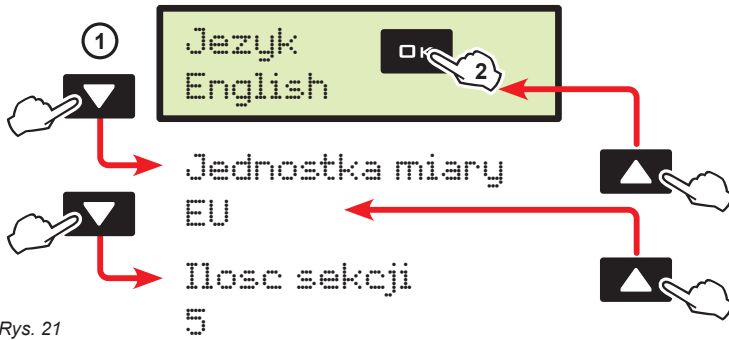 1
Jezyk
OK
English
2
Jednostka miary
EU
Ilosc sekcji
5
Rys. 21